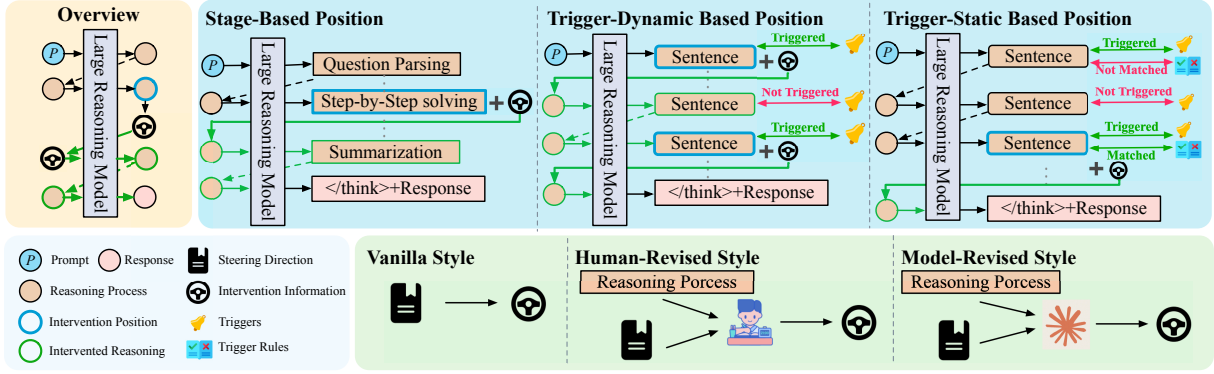 Overview
P
Large Reasoning Model
Stage-Based Position
P
Large Reasoning Model
Question Parsing
Step-by-Step solving
Summarization
</think>+Response
Trigger-Dynamic Based Position
P
Large Reasoning Model
Sentence
Triggered
Sentence
Not Triggered
Sentence
Triggered
</think>+Response
Trigger-Static Based Position
P
Large Reasoning Model
Sentence
Triggered
Not Matched
Sentence
Not Triggered
Sentence
Triggered
Matched
</think>+Response
P Prompt
Response
Steering Direction
Reasoning Process
Intervention Information
Intervention Position
Triggers
Intervened Reasoning
Trigger Rules
Vanilla Style
Human-Revised Style
Reasoning Porcess
Model-Revised Style
Reasoning Porcess